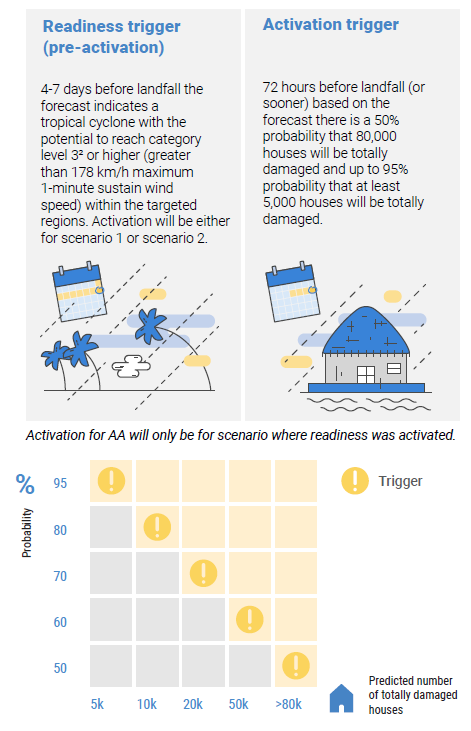 Readiness trigger
(pre-activation)
4-7 days before landfall the
forecast indicates a
tropical cyclone with the
potential to reach category
level 3² or higher (greater
than 178 km/h maximum
1-minute sustain wind
speed) within the targeted
regions. Activation will be either
for scenario 1 or scenario 2.
Activation trigger
72 hours before landfall (or
sooner) based on the
forecast there is a 50%
probability that 80,000
houses will be totally
damaged and up to 95%
probability that at least
5,000 houses will be totally
damaged.
Activation for AA will only be for scenario where readiness was activated.
%
Probability
95
80
70
60
50
5k 10k 20k 50k >80k
Trigger
Predicted number
of totally damaged
houses